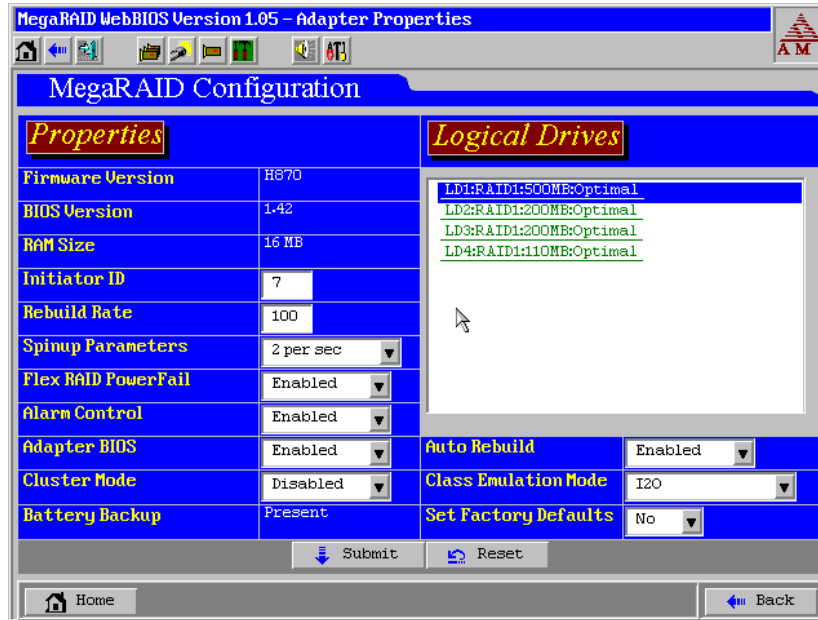 MegaRAID WebBIOS Version 1.05 – Adapter Properties
AM
MegaRAID Configuration
Properties
Firmware Version H870
BIOS Version 1.42
RAM Size 16 MB
Initiator ID 7
Rebuild Rate 100
Spinup Parameters 2 per sec
Flex RAID PowerFail Enabled
Alarm Control Enabled
Adapter BIOS Enabled
Cluster Mode Disabled
Battery Backup Present
Logical Drives
LD1:RAID1:500MB:Optimal
LD2:RAID1:200MB:Optimal
LD3:RAID1:200MB:Optimal
LD4:RAID1:110MB:Optimal
Auto Rebuild Enabled
Class Emulation Mode I2O
Set Factory Defaults No
Submit Reset
Home Back